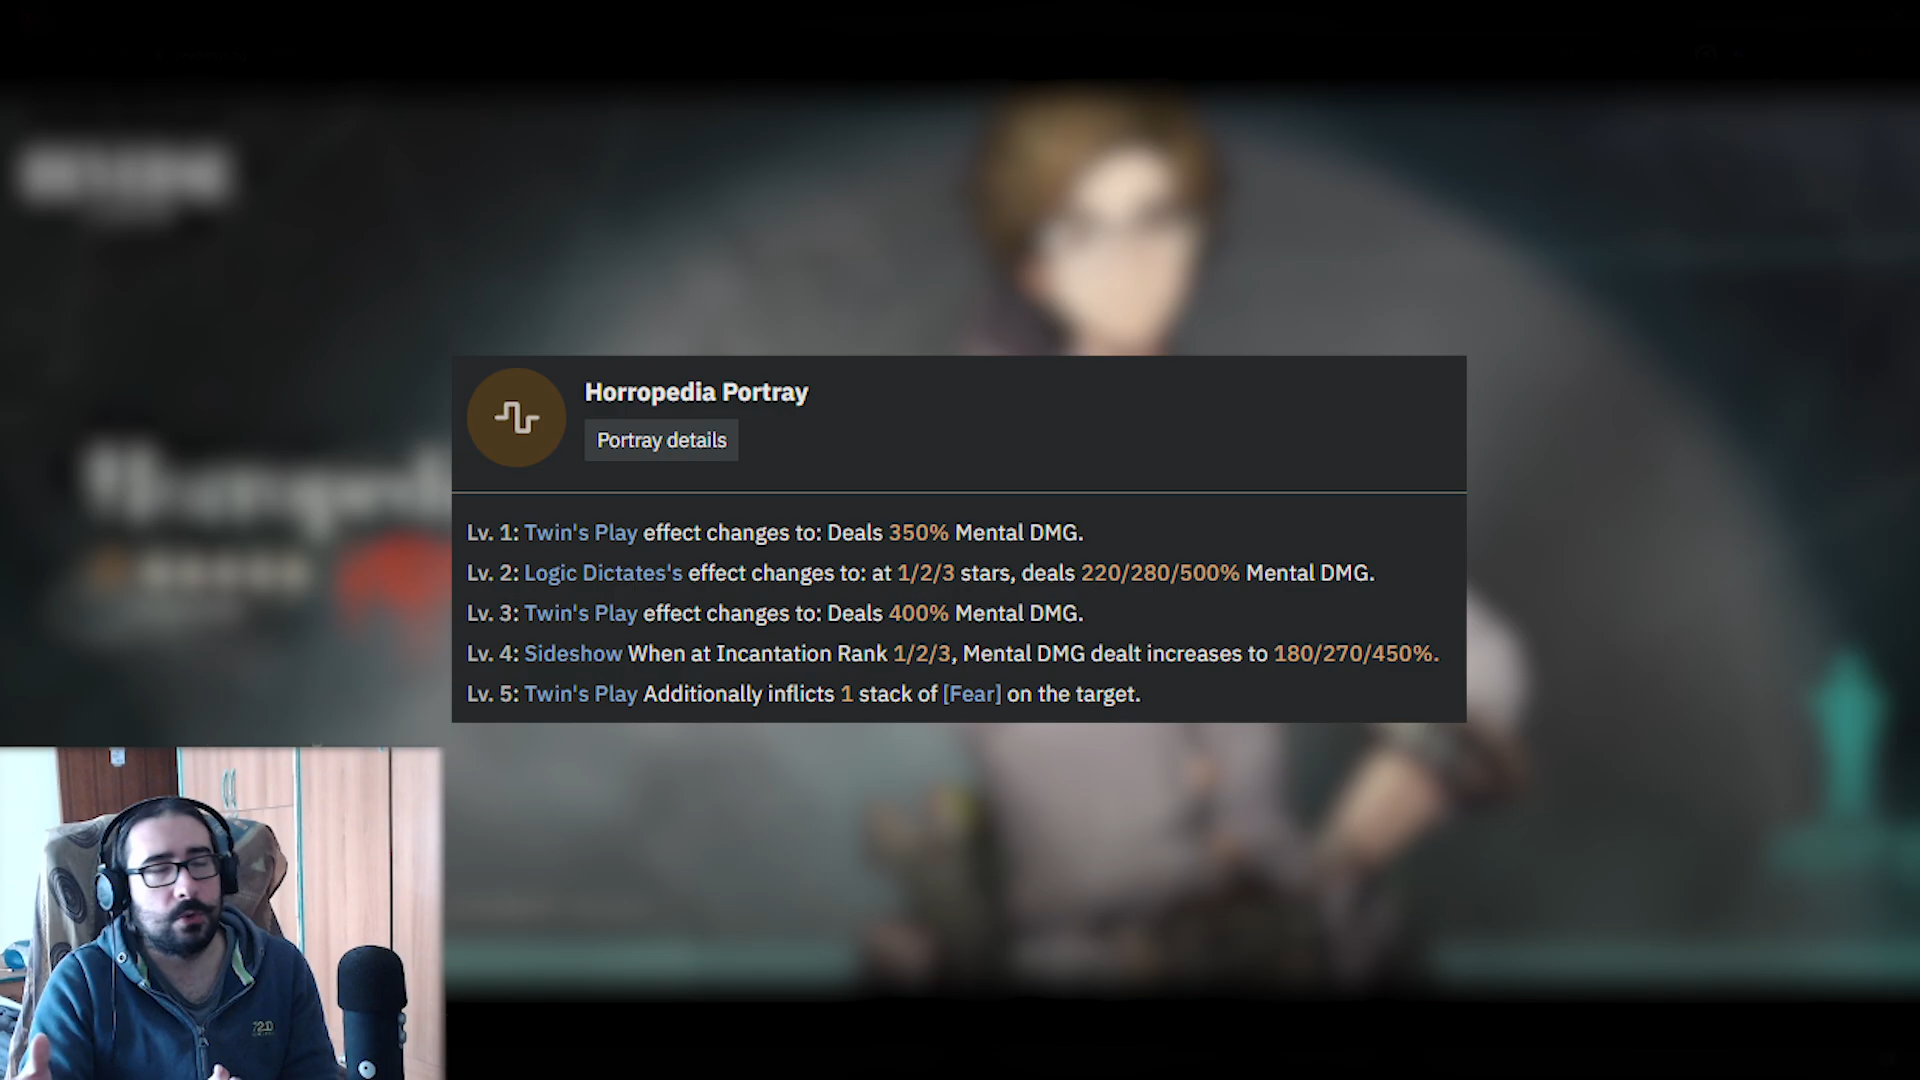 Horropedia Portray
Portray details
Lv. 1: Twin's Play effect changes to: Deals 350% Mental DMG.
Lv. 2: Logic Dictates's effect changes to: at 1/2/3 stars, deals 220/280/500% Mental DMG.
Lv. 3: Twin's Play effect changes to: Deals 400% Mental DMG.
Lv. 4: Sideshow When at Incantation Rank 1/2/3, Mental DMG dealt increases to 180/270/450%.
Lv. 5: Twin's Play Additionally inflicts 1 stack of [Fear] on the target.